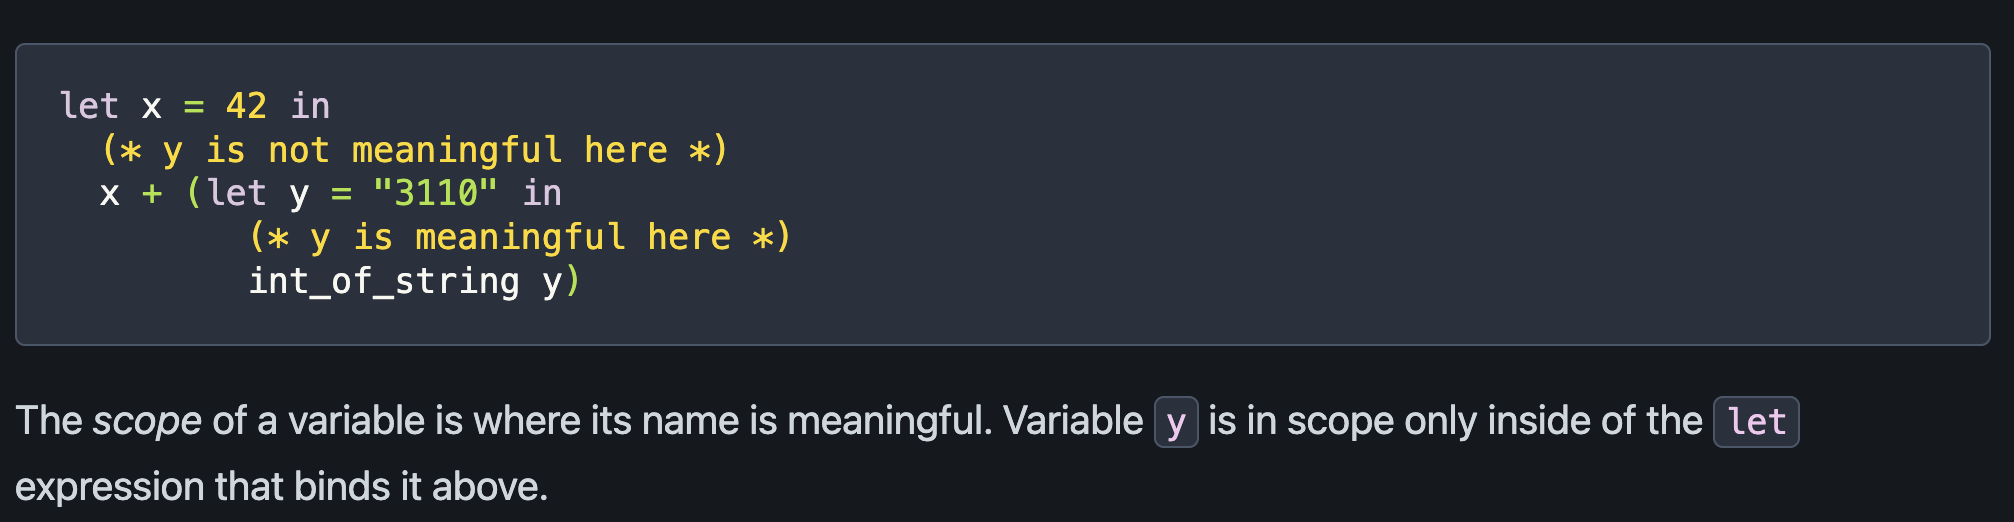 let x = 42 in
  (* y is not meaningful here *)
  x + (let y = "3110" in
         (* y is meaningful here *)
         int_of_string y)
The scope of a variable is where its name is meaningful. Variable y is in scope only inside of the let
expression that binds it above.